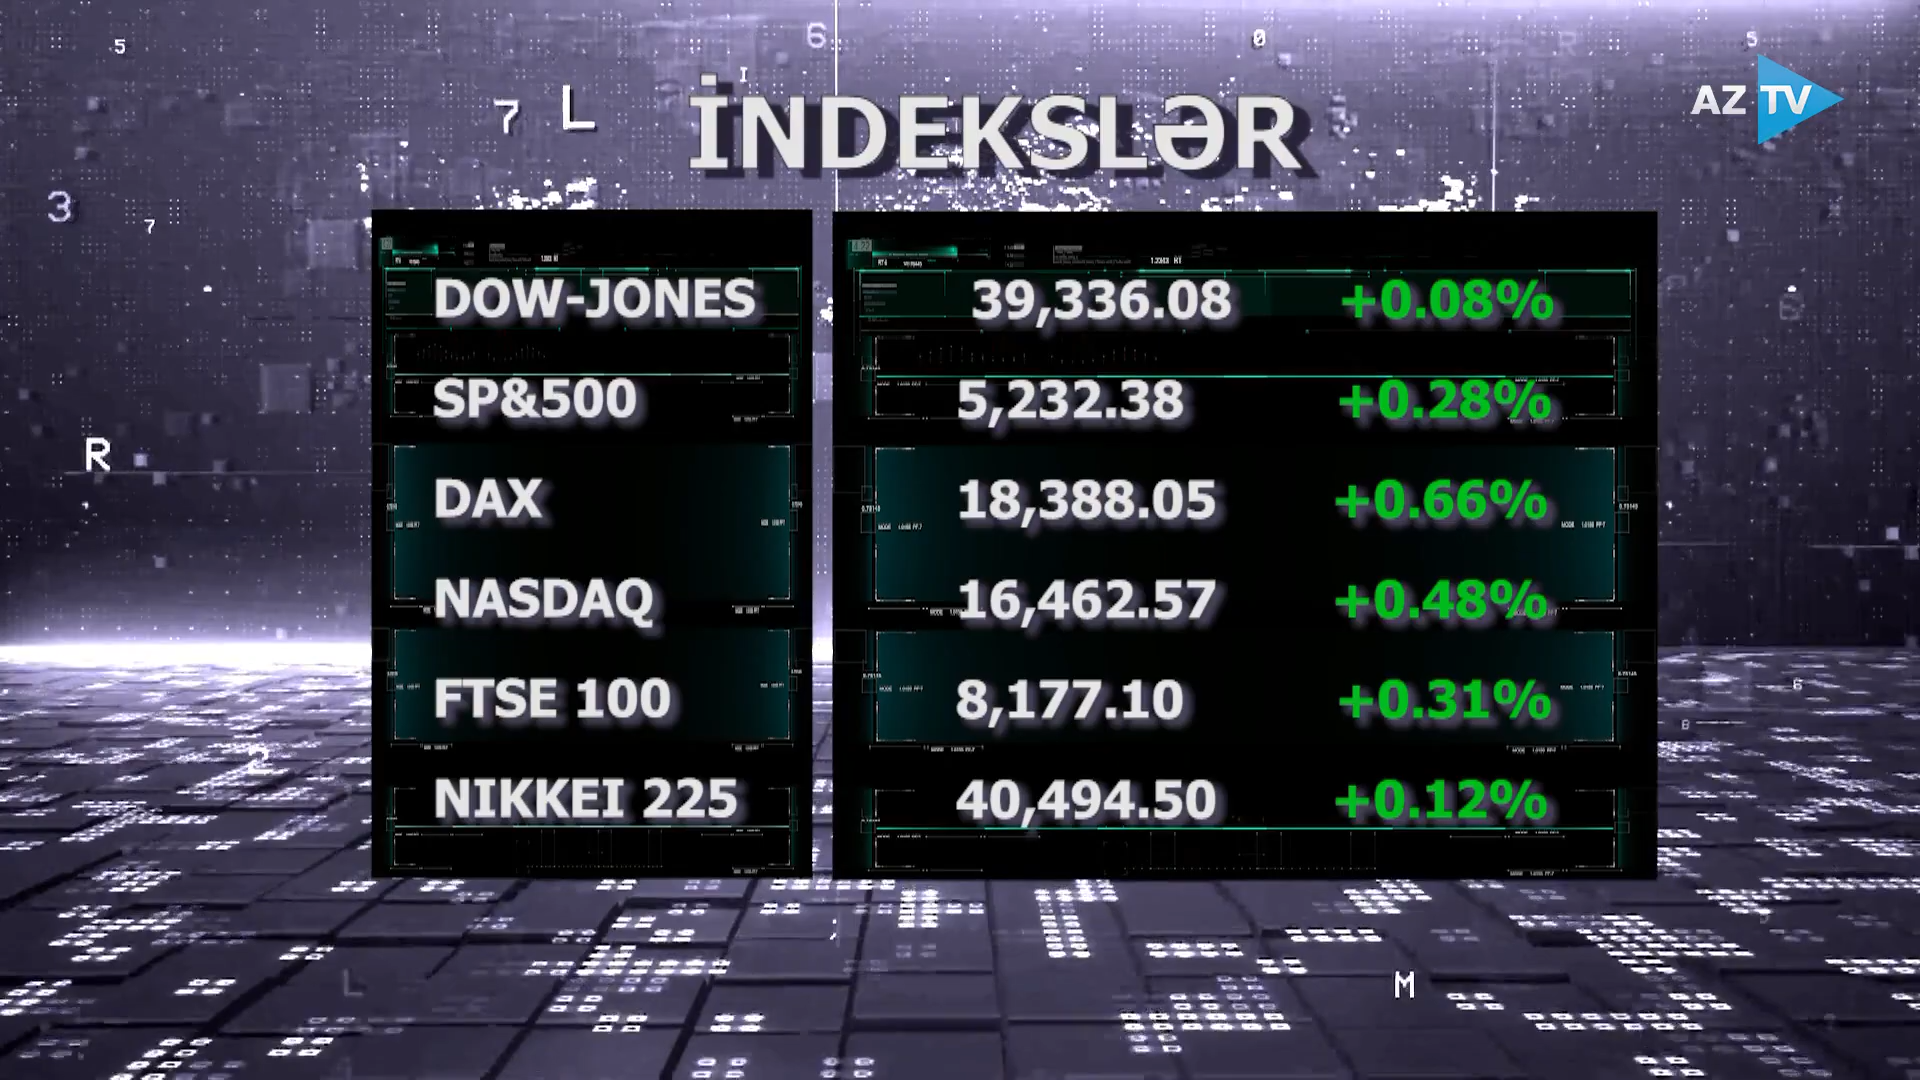 AZ TV
İNDEKSLƏR
DOW-JONES 39,336.08 +0.08%
SP&500 5,232.38 +0.28%
DAX 18,388.05 +0.66%
NASDAQ 16,462.57 +0.48%
FTSE 100 8,177.10 +0.31%
NIKKEI 225 40,494.50 +0.12%